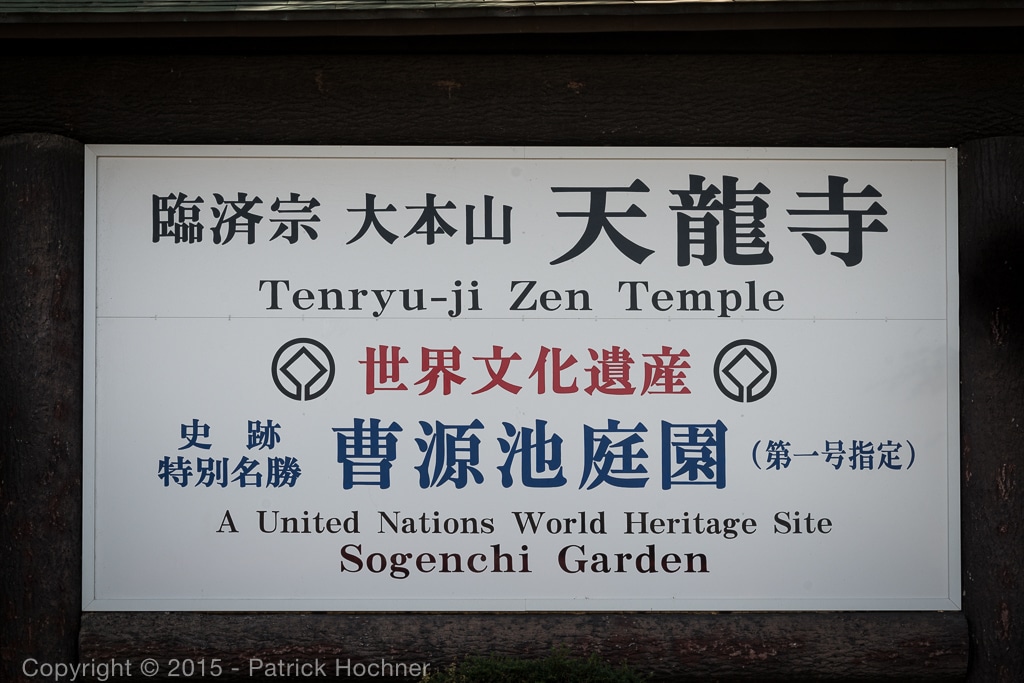 臨済宗 大本山 天龍寺
Tenryu-ji Zen Temple
世界文化遺産
史跡
特別名勝
曹源池庭園 (第一号指定)
A United Nations World Heritage Site
Sogenchi Garden
Copyright © 2015 - Patrick Hochner